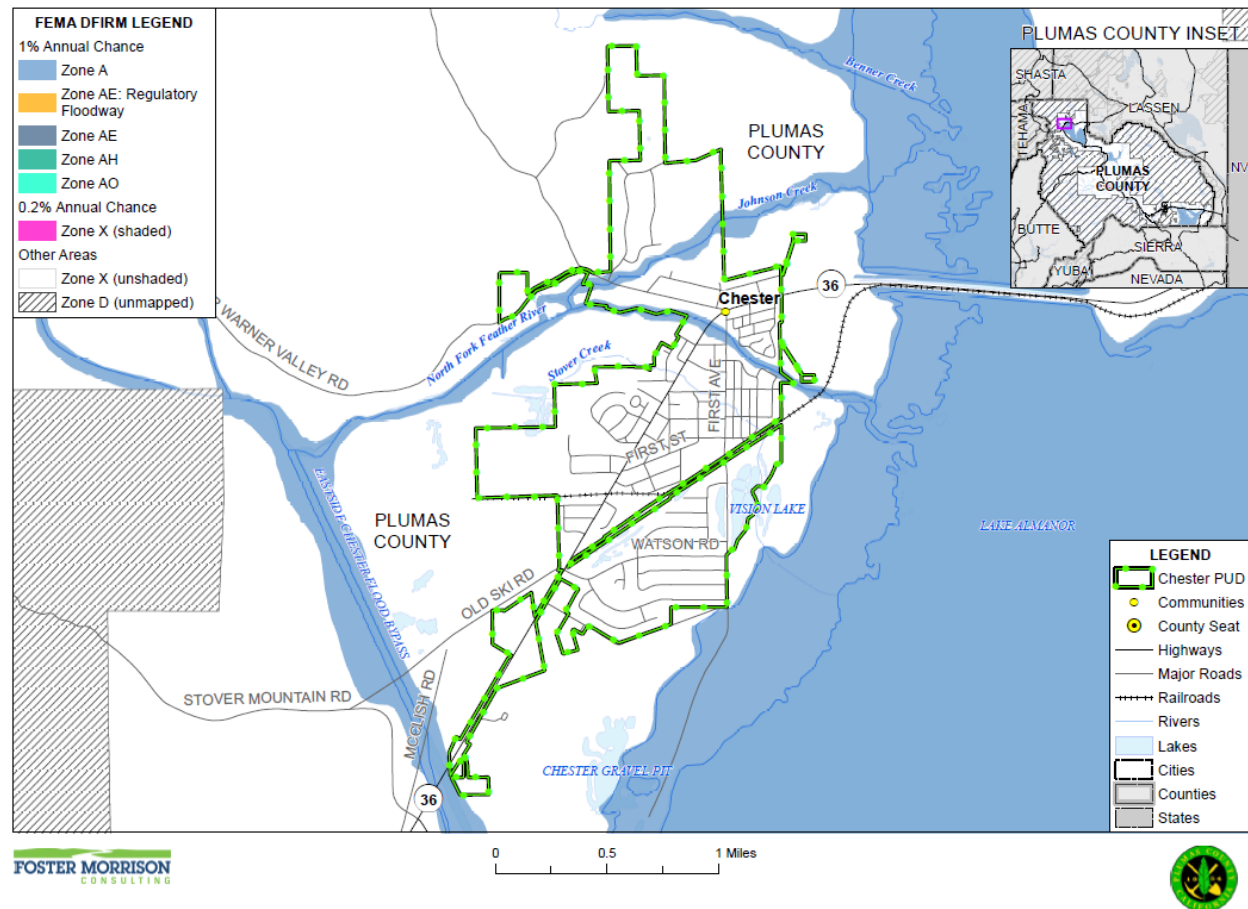 FEMA DFIRM LEGEND
1% Annual Chance
Zone A
Zone AE: Regulatory
Floodway
Zone AE
Zone AH
Zone AO
0.2% Annual Chance
Zone X (shaded)
Other Areas
Zone X (unshaded)
Zone D (unmapped)
PLUMAS COUNTY INSET
SHASTA
LASSEN
TEHAMA
PLUMAS
COUNTY
NV
BUTTE
SIERRA
YUBA
NEVADA
Benner Creek
PLUMAS
COUNTY
Johnson Creek
36
Chester
WARNER VALLEY RD
North Fork Feather River
Stover Creek
FIRST AVE
FIRST ST
EASTSIDE CHESTER FLOOD BYPASS
PLUMAS
COUNTY
VISION LAKE
LAKE ALMANOR
WATSON RD
OLD SKI RD
STOVER MOUNTAIN RD
MCCLISH RD
CHESTER GRAVEL PIT
36
LEGEND
Chester PUD
Communities
County Seat
Highways
Major Roads
Railroads
Rivers
Lakes
Cities
Counties
States
FOSTER MORRISON
CONSULTING
0 0.5 1 Miles
PLUMAS COUNTY
CALIFORNIA